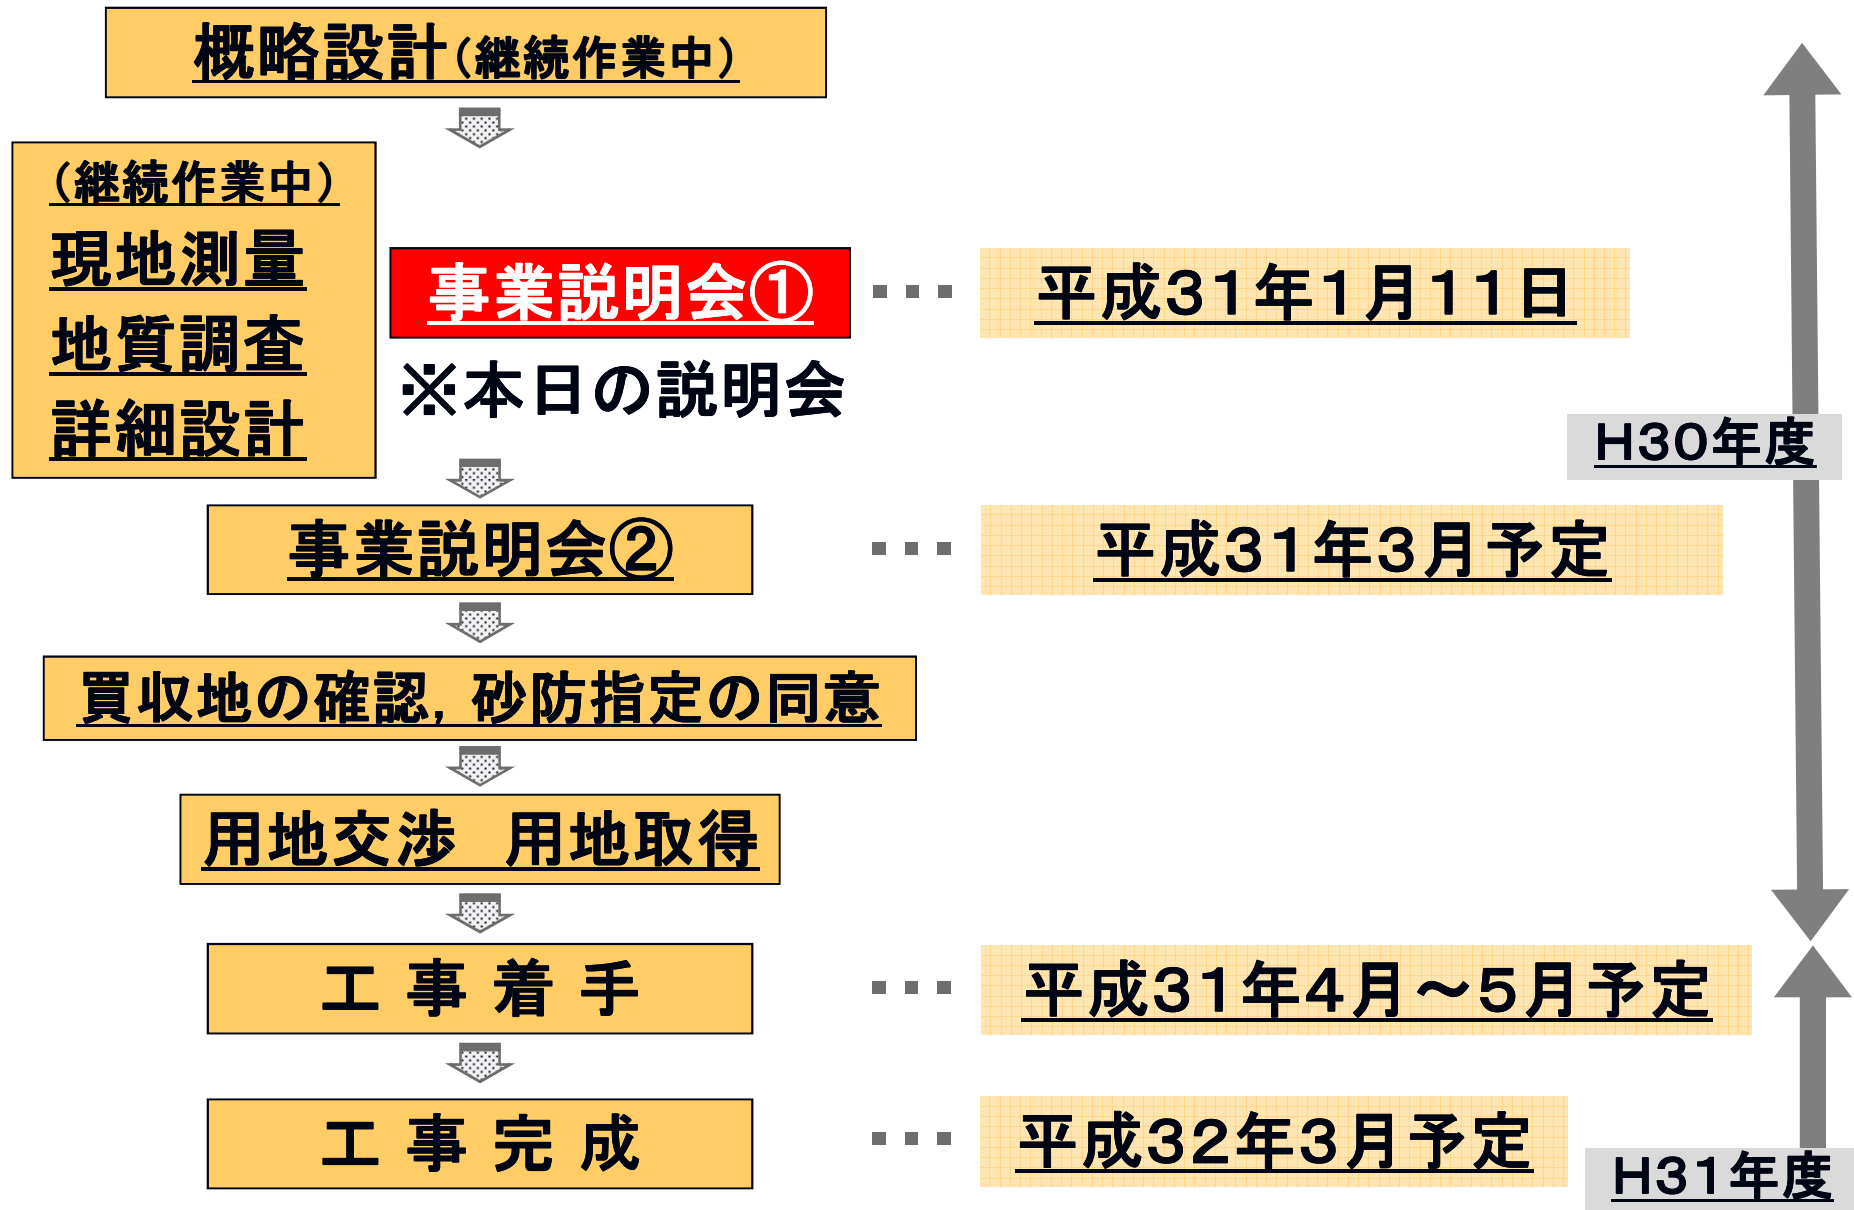 概略設計（継続作業中）
（継続作業中）
現地測量
地質調査
詳細設計
事業説明会①
平成３１年１月１１日
※本日の説明会
Ｈ３０年度
事業説明会②
平成３１年３月予定
買収地の確認，砂防指定の同意
用地交渉　用地取得
工 事 着 手
平成３１年４月～５月予定
工 事 完 成
平成３２年３月予定
Ｈ３１年度